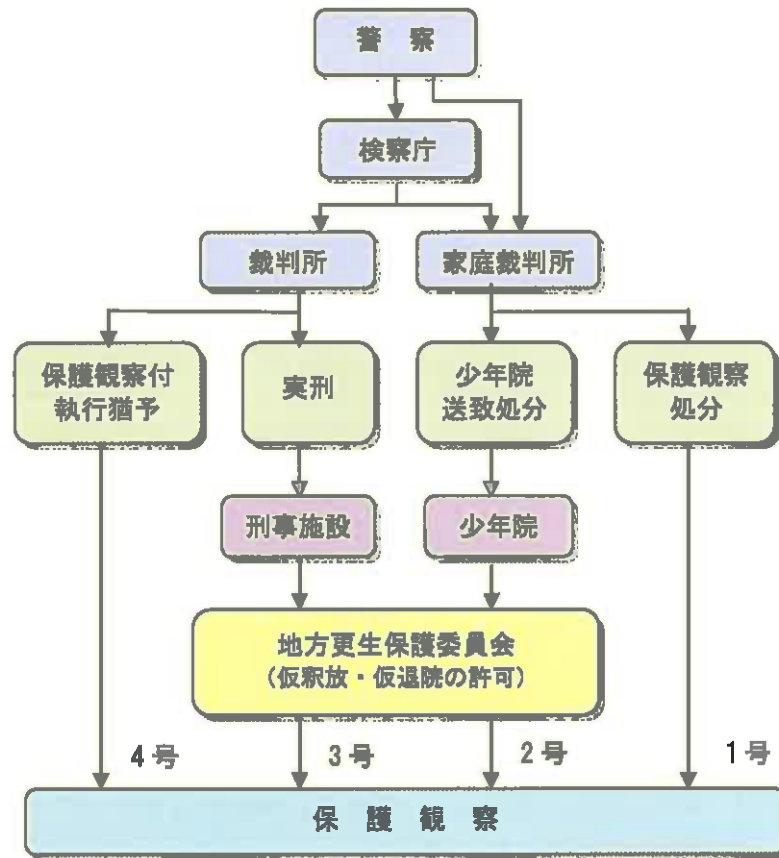 警 察
検察庁
裁判所
家庭裁判所
保護観察付
執行猶予
実刑
少年院
送致処分
保護観察
処分
刑事施設
少年院
地方更生保護委員会
(仮釈放・仮退院の許可)
4号
3号
2号
1号
保 護 観 察